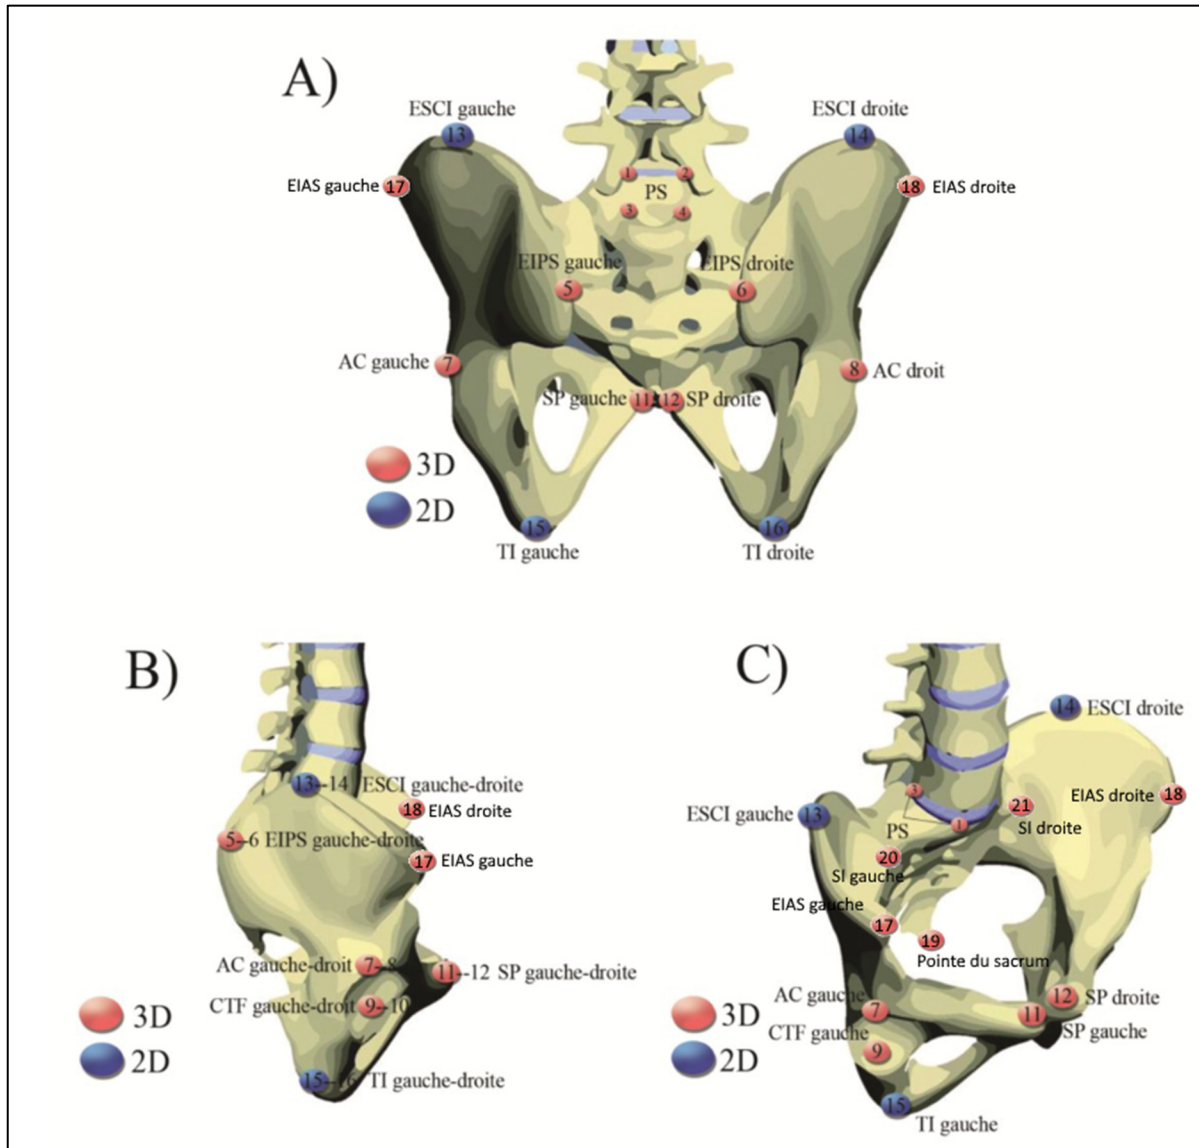 A)
ESCI gauche
ESCI droite
13
14
EIAS gauche 17
18 EIAS droite
1 2
PS
3 4
EIPS gauche
EIPS droite
5
6
AC gauche 7
8 AC droit
SP gauche 11 12 SP droite
3D
2D
15
16
TI gauche
TI droite
B)
13--14 ESCI gauche-droite
18 EIAS droite
5--6 EIPS gauche-droite
17 EIAS gauche
AC gauche-droit 7--8
11--12 SP gauche-droite
CTF gauche-droit 9--10
3D
2D
15--16 TI gauche-droite
C)
14 ESCI droite
3
EIAS droite 18
ESCI gauche 13
21
SI droite
PS
1
20
SI gauche
EIAS gauche
17
19
Pointe du sacrum
AC gauche
7
12 SP droite
11
SP gauche
CTF gauche
9
3D
2D
15
TI gauche